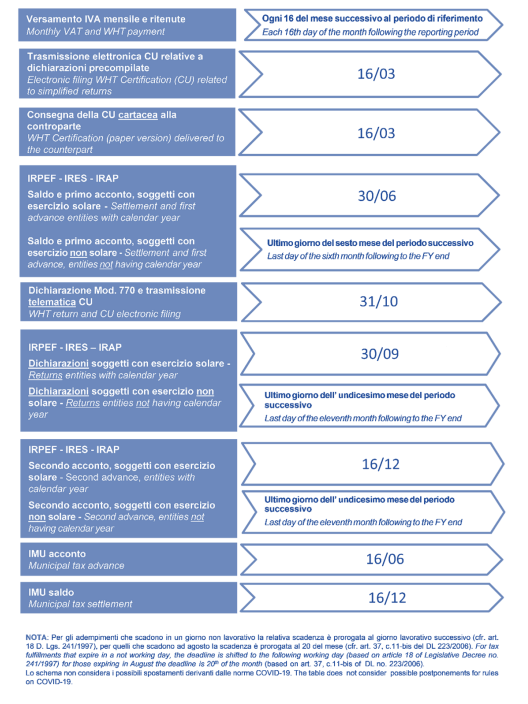 Versamento IVA mensile e ritenute
Monthly VAT and WHT payment
Ogni 16 del mese successivo al periodo di riferimento
Each 16th day of the month following the reporting period
Trasmissione elettronica CU relative a
dichiarazioni precompilate
Electronic filing WHT Certification (CU) related
to simplified returns
16/03
Consegna della CU cartacea alla
controparte
WHT Certification (paper version) delivered to
the counterpart
16/03
IRPEF - IRES - IRAP
Saldo e primo acconto, soggetti con
esercizio solare - Settlement and first
advance entities with calendar year
30/06
Saldo e primo acconto, soggetti con
esercizio non solare - Settlement and first
advance, entities not having calendar year
Ultimo giorno del sesto mese del periodo successivo
Last day of the sixth month following to the FY end
Dichiarazione Mod. 770 e trasmissione
telematica CU
WHT return and CU electronic filing
31/10
IRPEF - IRES – IRAP
Dichiarazioni soggetti con esercizio solare -
Returns entities with calendar year
30/09
Dichiarazioni soggetti con esercizio non
solare - Returns entities not having calendar
year
Ultimo giorno dell' undicesimo mese del periodo
successivo
Last day of the eleventh month following to the FY end
IRPEF - IRES - IRAP
Secondo acconto, soggetti con esercizio
solare - Second advance, entities with
calendar year
16/12
Secondo acconto, soggetti con esercizio
non solare - Second advance, entities not
having calendar year
Ultimo giorno dell' undicesimo mese del periodo
successivo
Last day of the eleventh month following to the FY end
IMU acconto
Municipal tax advance
16/06
IMU saldo
Municipal tax settlement
16/12
NOTA: Per gli adempimenti che scadono in un giorno non lavorativo la relativa scadenza è prorogata al giorno lavorativo successivo (cfr. art.
18 D. Lgs. 241/1997), per quelli che scadono ad agosto la scadenza è prorogata al 20 del mese (cfr. art. 37, c.11-bis del DL 223/2006). For tax
fulfillments that expire in a not working day, the deadline is shifted to the following working day (based on article 18 of Legislative Decree no.
241/1997) for those expiring in August the deadline is 20th of the month (based on art. 37, c.11-bis of DL no. 223/2006).
Lo schema non considera i possibili spostamenti derivanti dalle norme COVID-19. The table does not consider possible postponements for rules
on COVID-19.